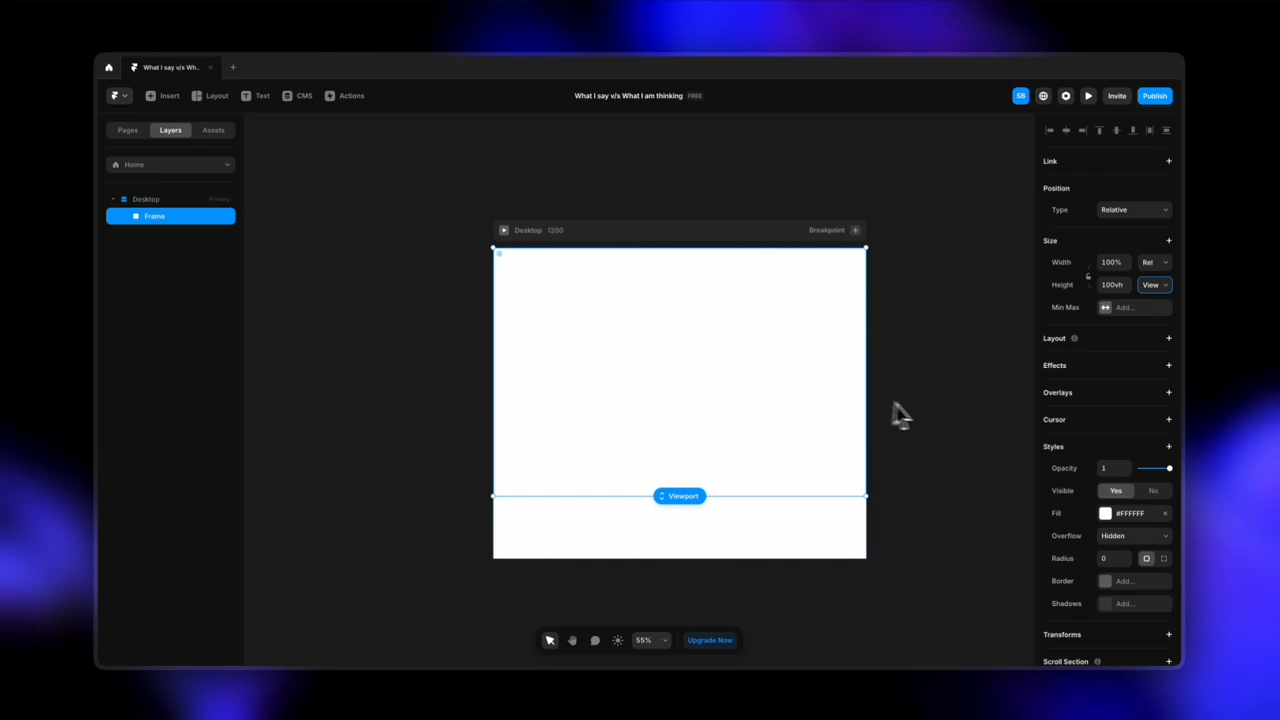 What I say v/s Wh..
Insert
Layout
Text
CMS
Actions
What I say v/s What I am thinking FREE
SB
Invite
Publish
Pages
Layers
Assets
Home
Desktop Primary
Frame
Desktop 1200
Breakpoint
Viewport
55%
Upgrade Now
Link
Position
Type Relative
Size
Width 100% Rel
Height 100vh View
Min Max Add...
Layout
Effects
Overlays
Cursor
Styles
Opacity 1
Visible Yes No
Fill #FFFFFF
Overflow Hidden
Radius 0
Border Add...
Shadows Add...
Transforms
Scroll Section